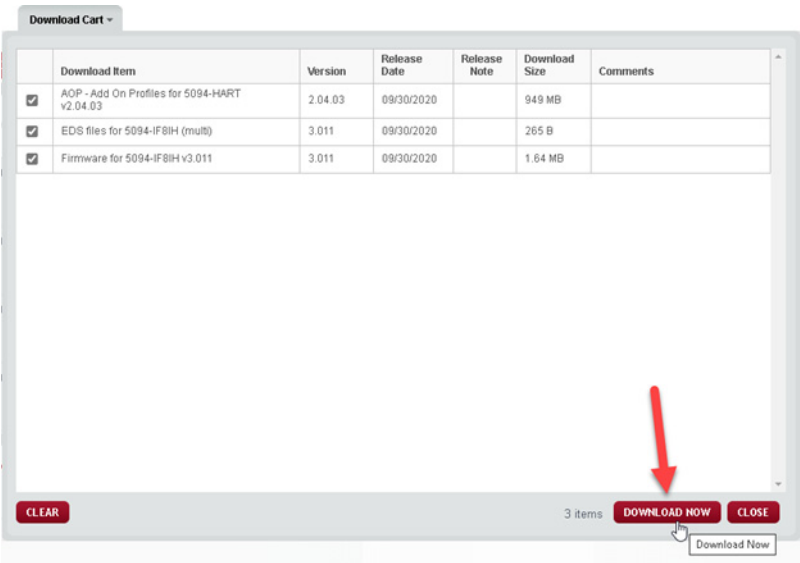 Download Cart
Download Item Version Release Date Release Note Download Size Comments
AOP - Add On Profiles for 5094-HART v2.04.03 2.04.03 09/30/2020 949 MB
EDS files for 5094-IF8IH (multi) 3.011 09/30/2020 265 B
Firmware for 5094-IF8IH v3.011 3.011 09/30/2020 1.64 MB
CLEAR 3 items DOWNLOAD NOW CLOSE
Download Now